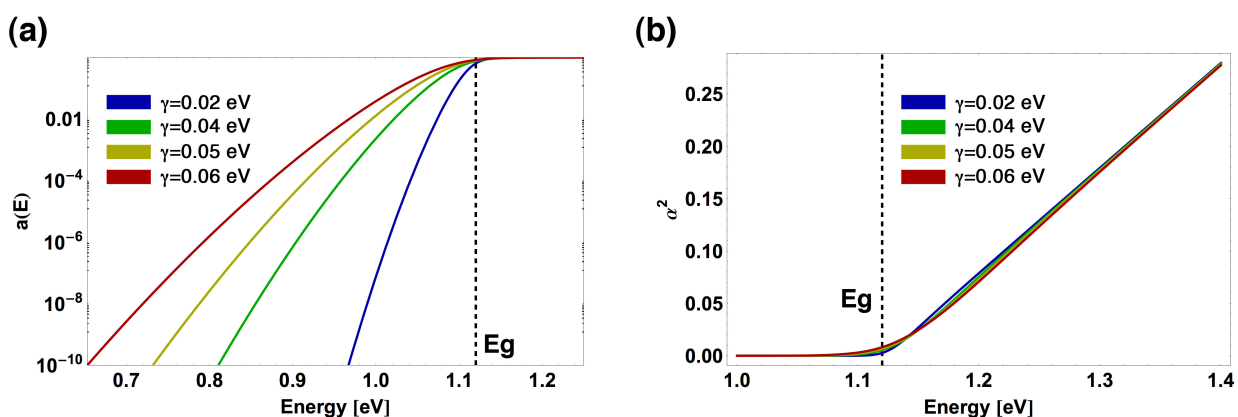 (a)
a(E)
0.01
10⁻⁴
10⁻⁶
10⁻⁸
10⁻¹⁰
γ=0.02 eV
γ=0.04 eV
γ=0.05 eV
γ=0.06 eV
Eg
0.7 0.8 0.9 1.0 1.1 1.2
Energy [eV]
(b)
α²
0.25
0.20
0.15
0.10
0.05
0.00
γ=0.02 eV
γ=0.04 eV
γ=0.05 eV
γ=0.06 eV
Eg
1.0 1.1 1.2 1.3 1.4
Energy [eV]